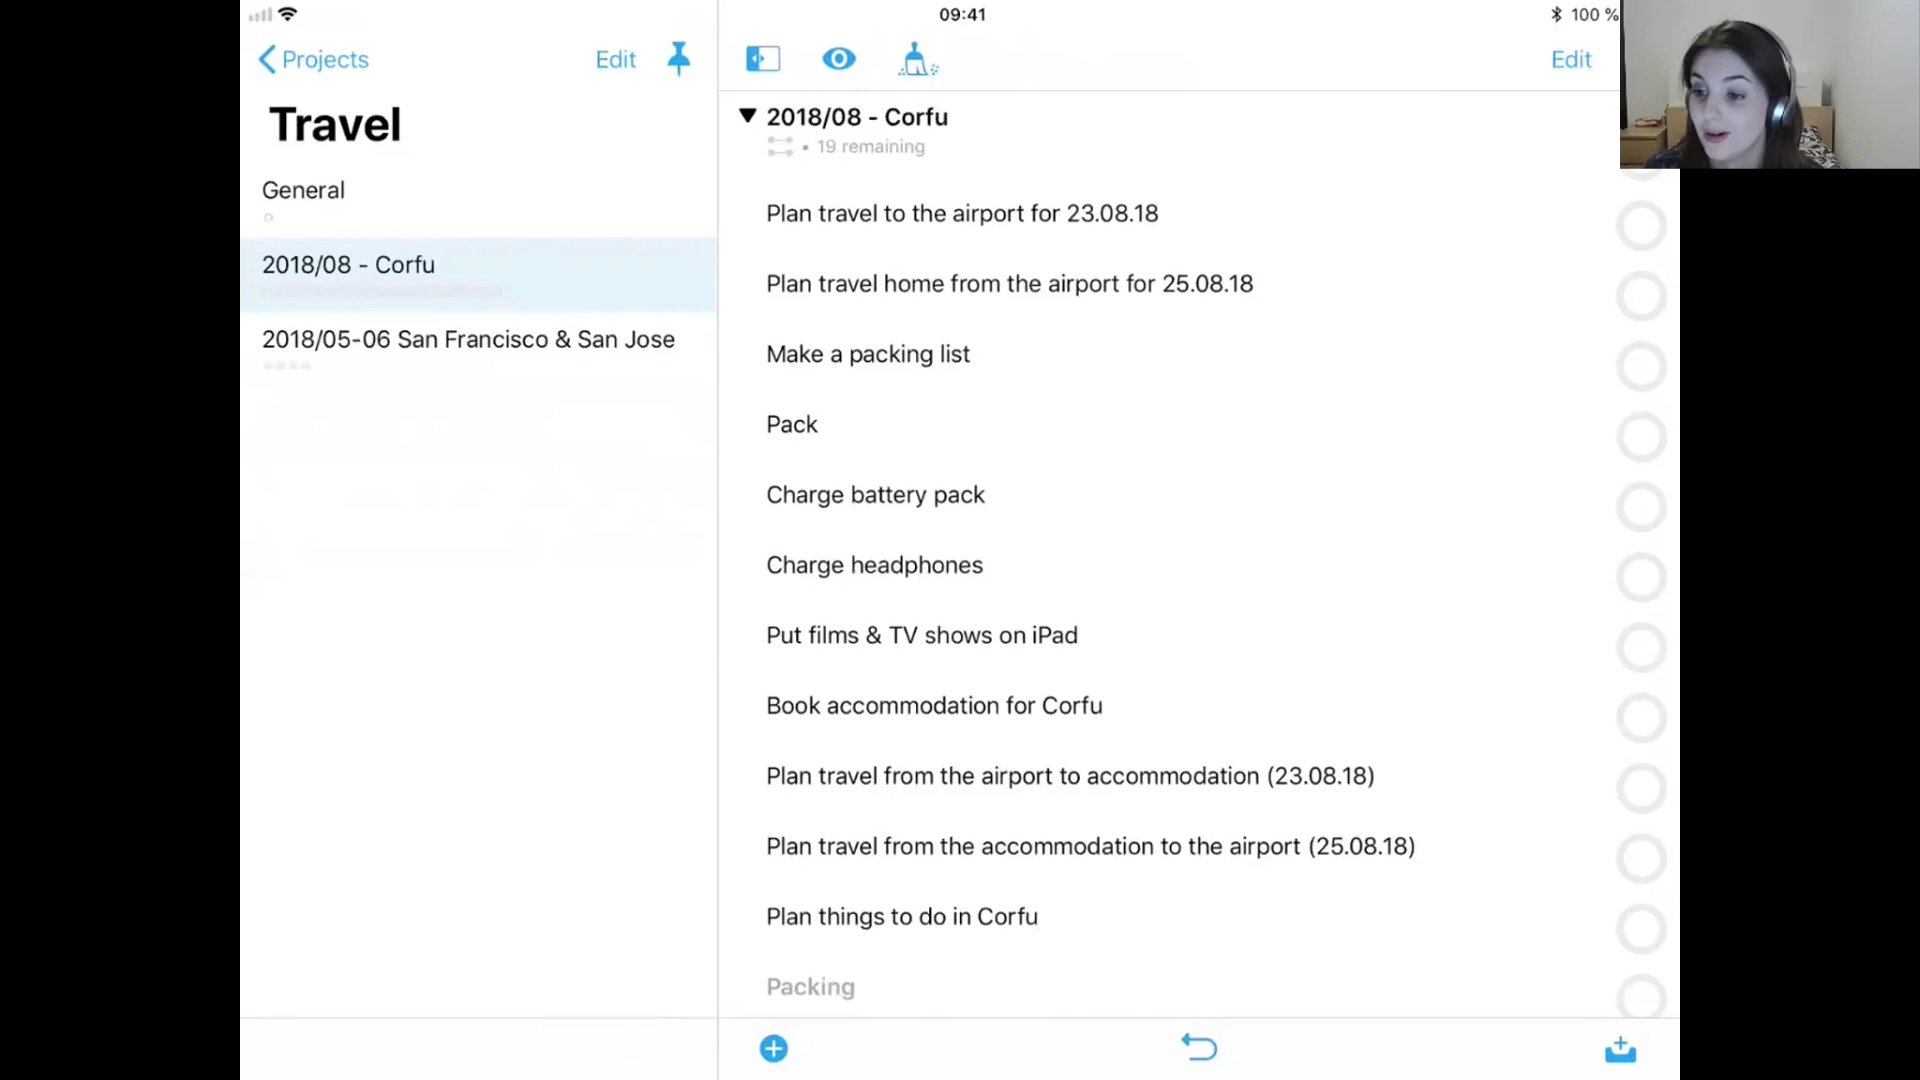 09:41
100 %
Projects
Edit
Travel
General
2018/08 - Corfu
2018/05-06 San Francisco & San Jose
Edit
2018/08 - Corfu
19 remaining
Plan travel to the airport for 23.08.18
Plan travel home from the airport for 25.08.18
Make a packing list
Pack
Charge battery pack
Charge headphones
Put films & TV shows on iPad
Book accommodation for Corfu
Plan travel from the airport to accommodation (23.08.18)
Plan travel from the accommodation to the airport (25.08.18)
Plan things to do in Corfu
Packing